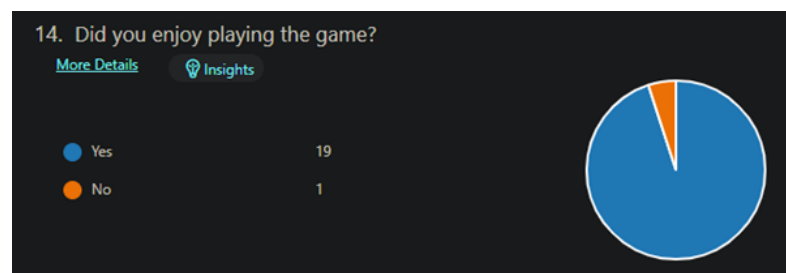 14. Did you enjoy playing the game?
More Details Insights
Yes 19
No 1